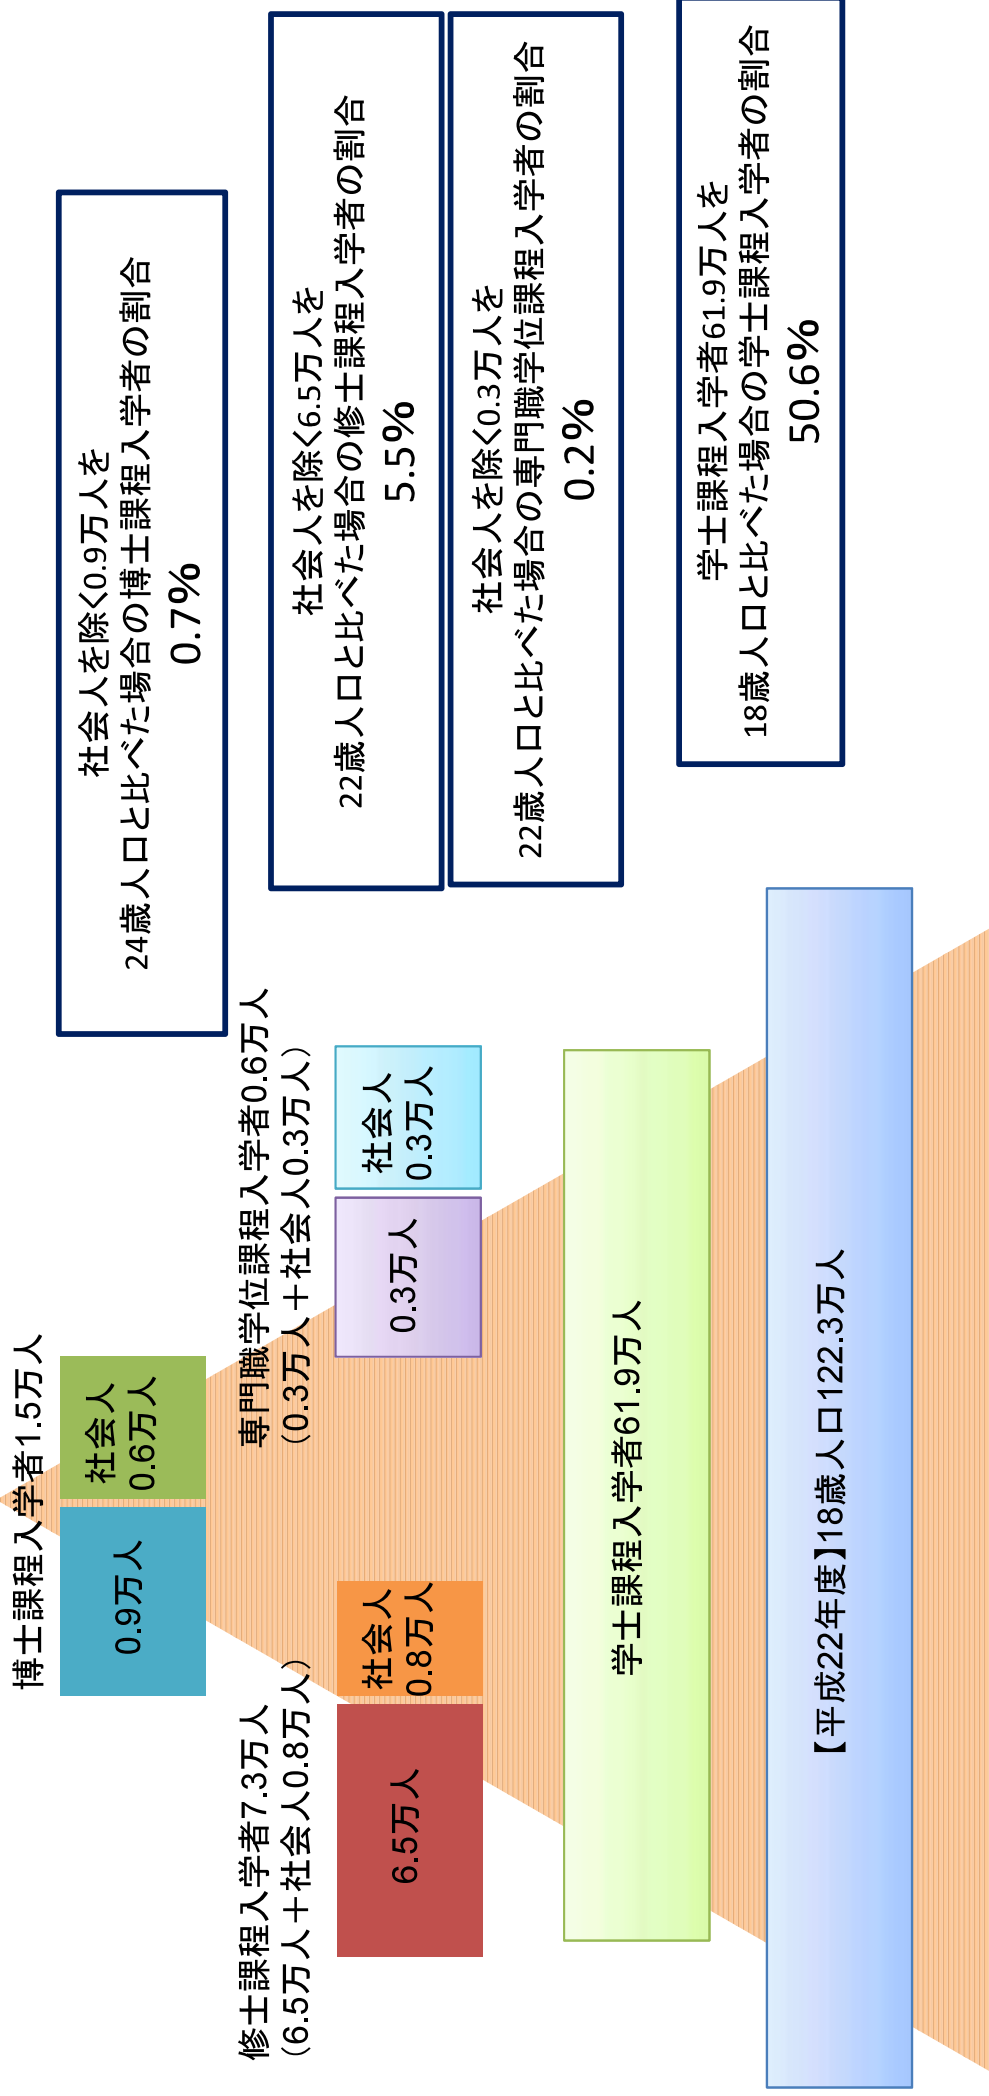 博士課程入学者1.5万人
0.9万人
社会人
0.6万人
社会人を除く0.9万人を
24歳人口と比べた場合の博士課程入学者の割合
0.7%
修士課程入学者7.3万人
（6.5万人＋社会人0.8万人）
6.5万人
社会人
0.8万人
専門職学位課程入学者0.6万人
（0.3万人＋社会人0.3万人）
0.3万人
社会人
0.3万人
社会人を除く6.5万人を
22歳人口と比べた場合の修士課程入学者の割合
5.5%
社会人を除く0.3万人を
22歳人口と比べた場合の専門職学位課程入学者の割合
0.2%
学士課程入学者61.9万人
学士課程入学者61.9万人を
18歳人口と比べた場合の学士課程入学者の割合
50.6%
【平成22年度】18歳人口122.3万人